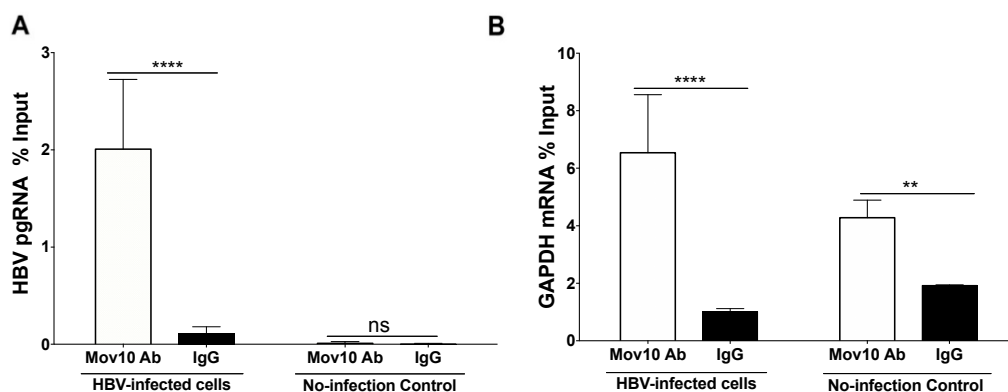 A
HBV pgRNA % Input
3
2
1
0
****
ns
Mov10 Ab IgG Mov10 Ab IgG
HBV-infected cells No-infection Control
B
GAPDH mRNA % Input
10
8
6
4
2
0
****
**
Mov10 Ab IgG Mov10 Ab IgG
HBV-infected cells No-infection Control